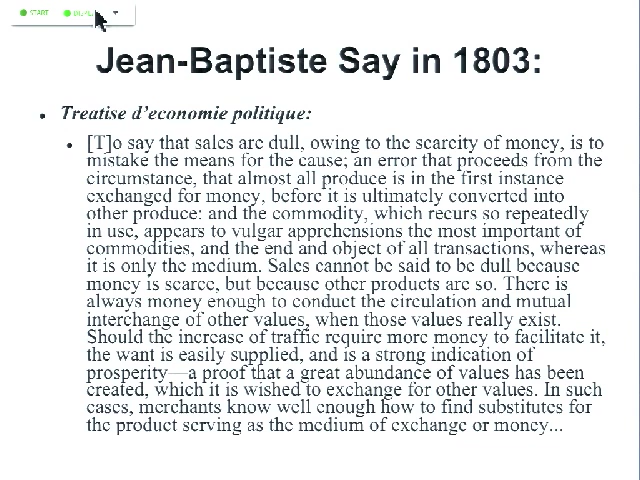 START
Jean-Baptiste Say in 1803:
Treatise d'economie politique:
[T]o say that sales are dull, owing to the scarcity of money, is to
mistake the means for the cause; an error that proceeds from the
circumstance, that almost all produce is in the first instance
exchanged for money, before it is ultimately converted into
other produce: and the commodity, which recurs so repeatedly
in use, appears to vulgar apprehensions the most important of
commodities, and the end and object of all transactions, whereas
it is only the medium. Sales cannot be said to be dull because
money is scarce, but because other products are so. There is
always money enough to conduct the circulation and mutual
interchange of other values, when those values really exist.
Should the increase of traffic require more money to facilitate it,
the want is easily supplied, and is a strong indication of
prosperity—a proof that a great abundance of values has been
created, which it is wished to exchange for other values. In such
cases, merchants know well enough how to find substitutes for
the product serving as the medium of exchange or money...